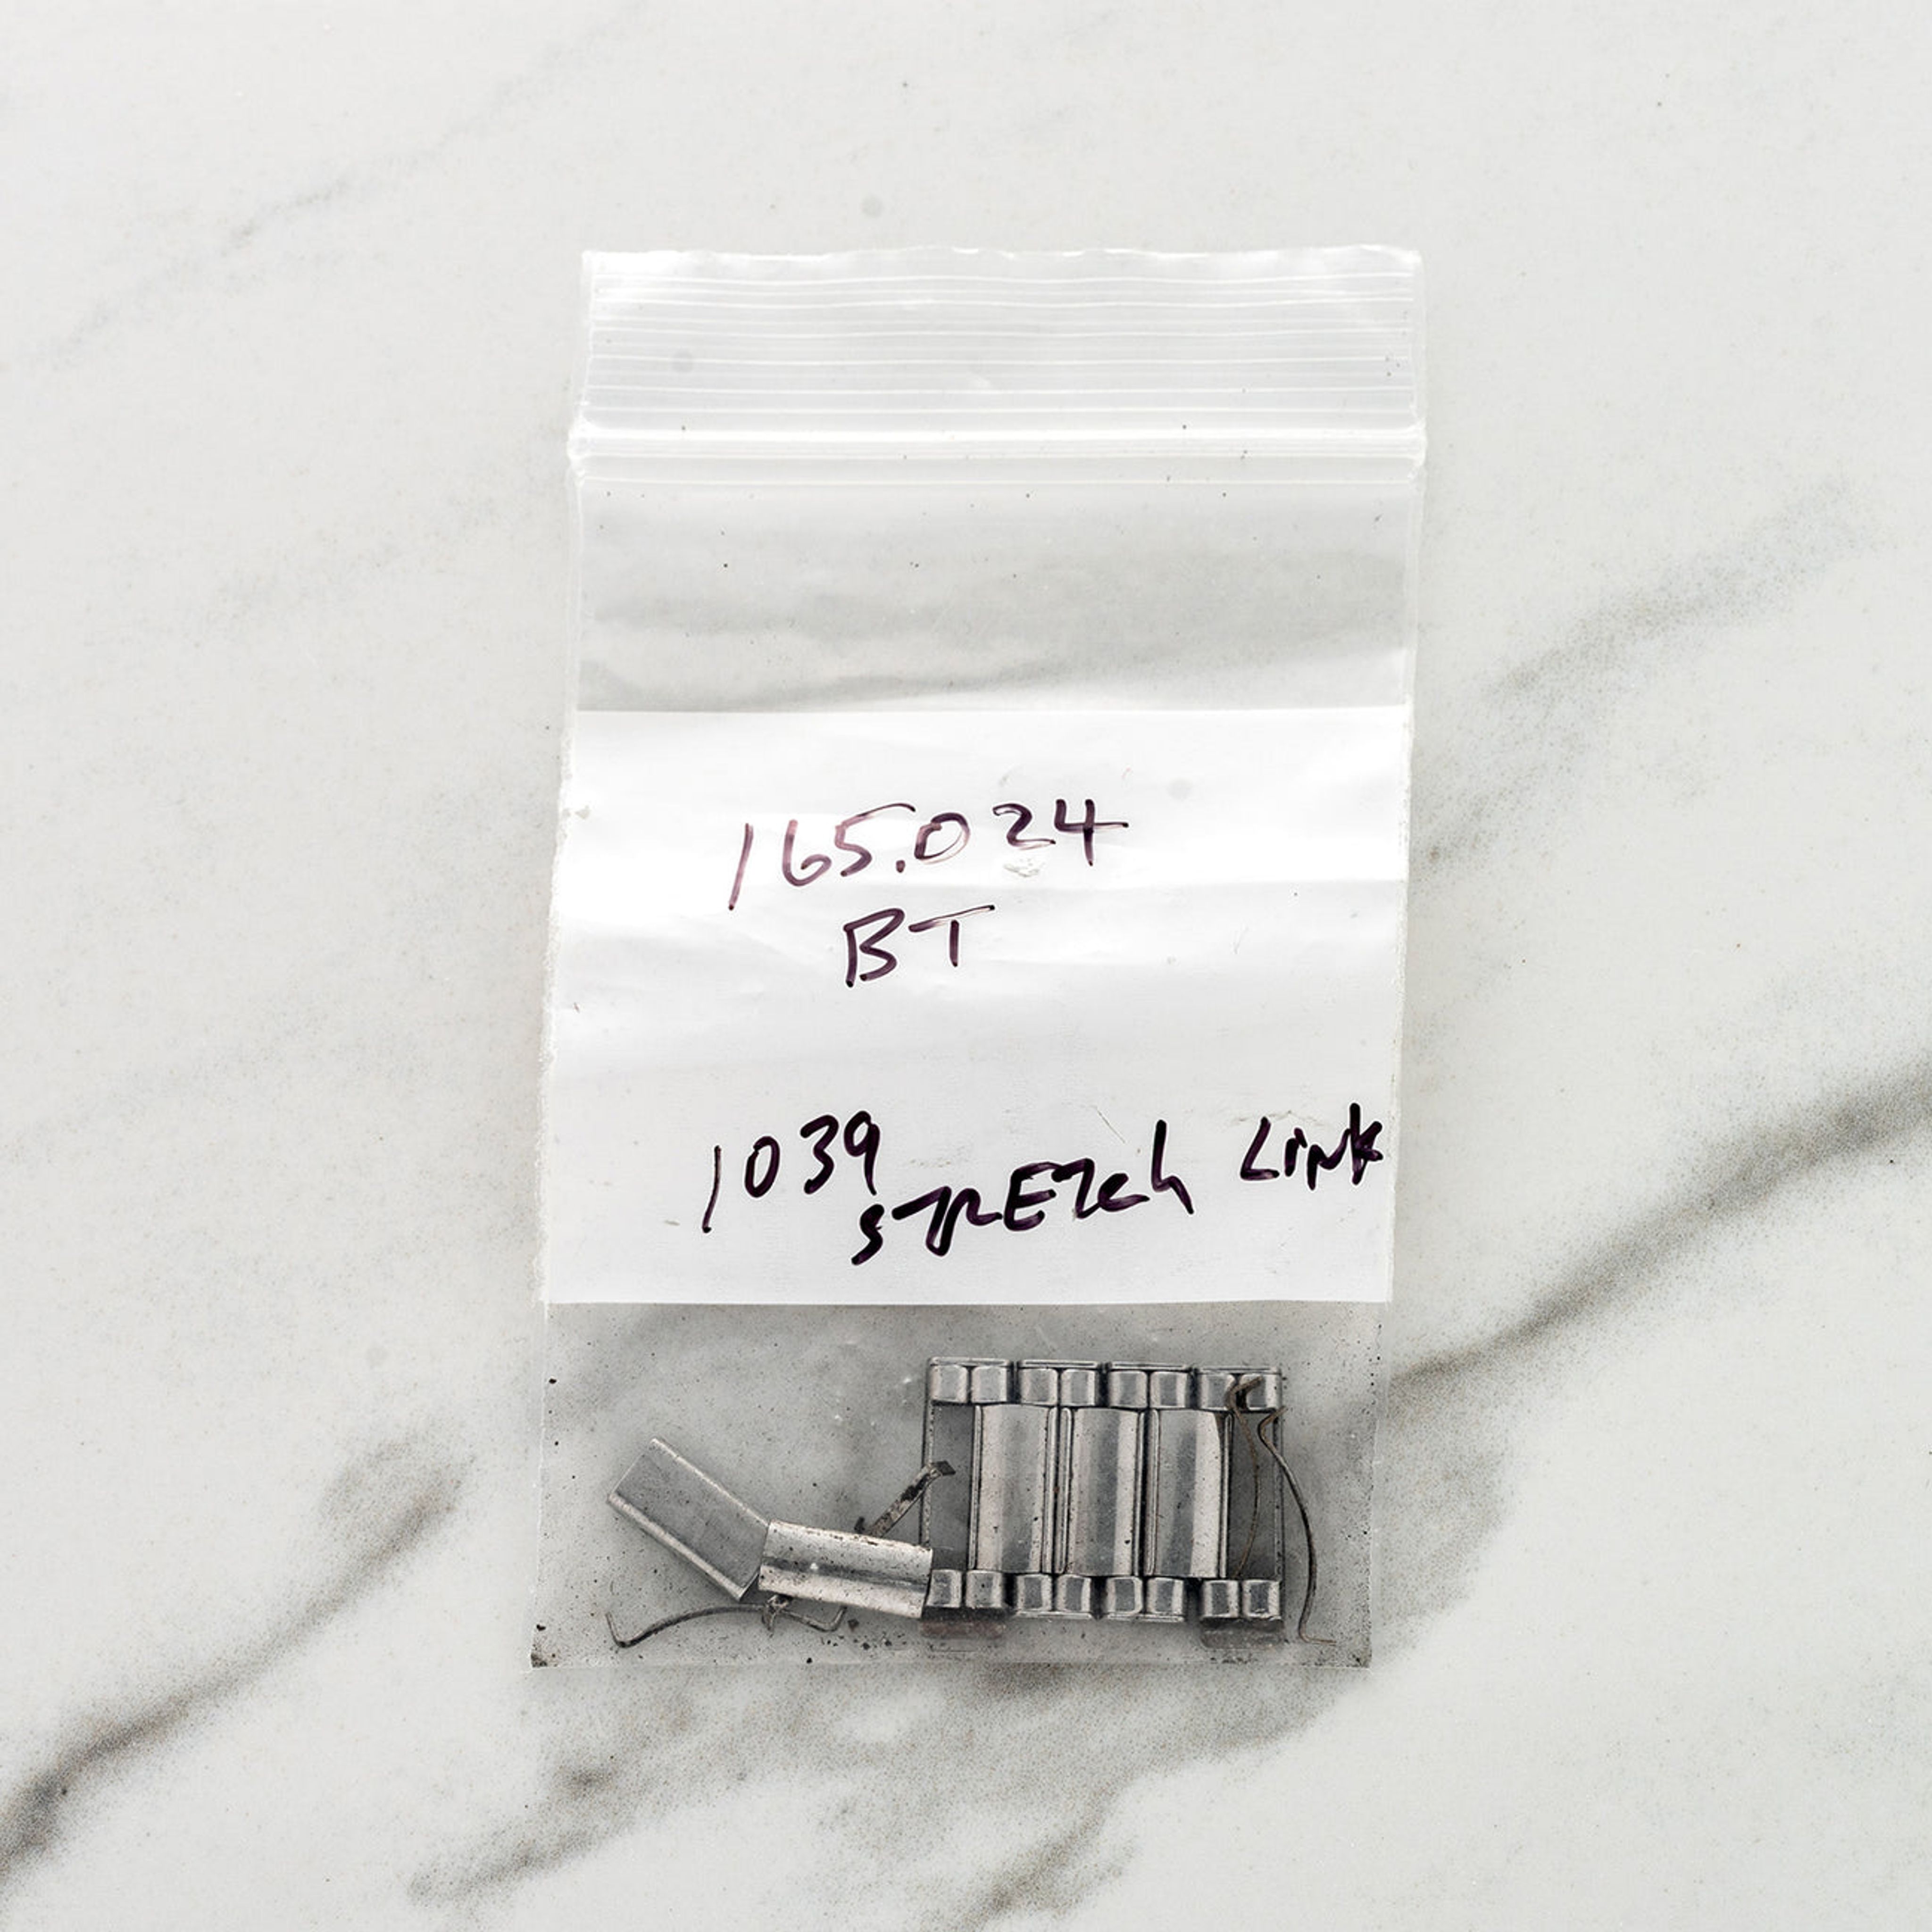 165.024
BT
1039
STRETch Link